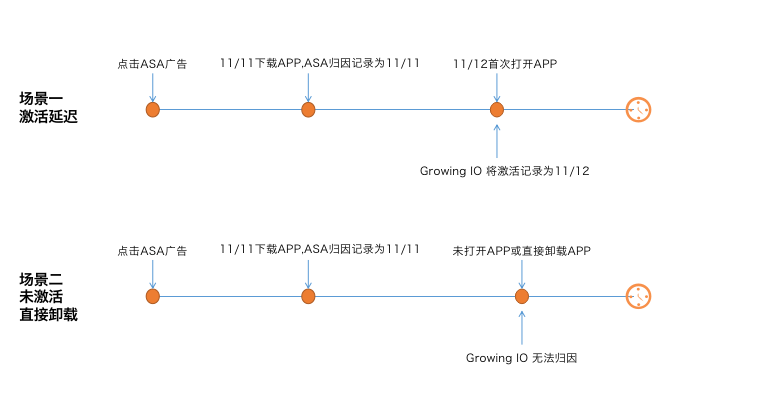 点击ASA广告
11/11下载APP,ASA归因记录为11/11
11/12首次打开APP
场景一
激活延迟
Growing IO 将激活记录为11/12
点击ASA广告
11/11下载APP,ASA归因记录为11/11
未打开APP或直接卸载APP
场景二
未激活
直接卸载
Growing IO 无法归因